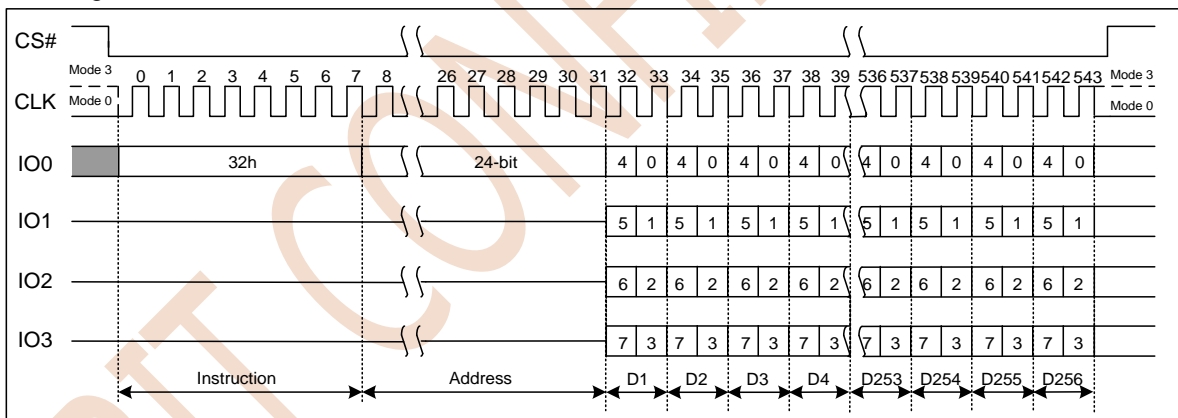 CS#
Mode 3 0 1 2 3 4 5 6 7 8 26 27 28 29 30 31 32 33 34 35 36 37 38 39 536 537 538 539 540 541 542 543 Mode 3
CLK Mode 0 Mode 0
IO0 32h 24-bit 4 0 4 0 4 0 4 0 4 0 4 0 4 0 4 0
IO1 5 1 5 1 5 1 5 1 5 1 5 1 5 1 5 1
IO2 6 2 6 2 6 2 6 2 6 2 6 2 6 2 6 2
IO3 7 3 7 3 7 3 7 3 7 3 7 3 7 3 7 3
Instruction Address D1 D2 D3 D4 D253 D254 D255 D256